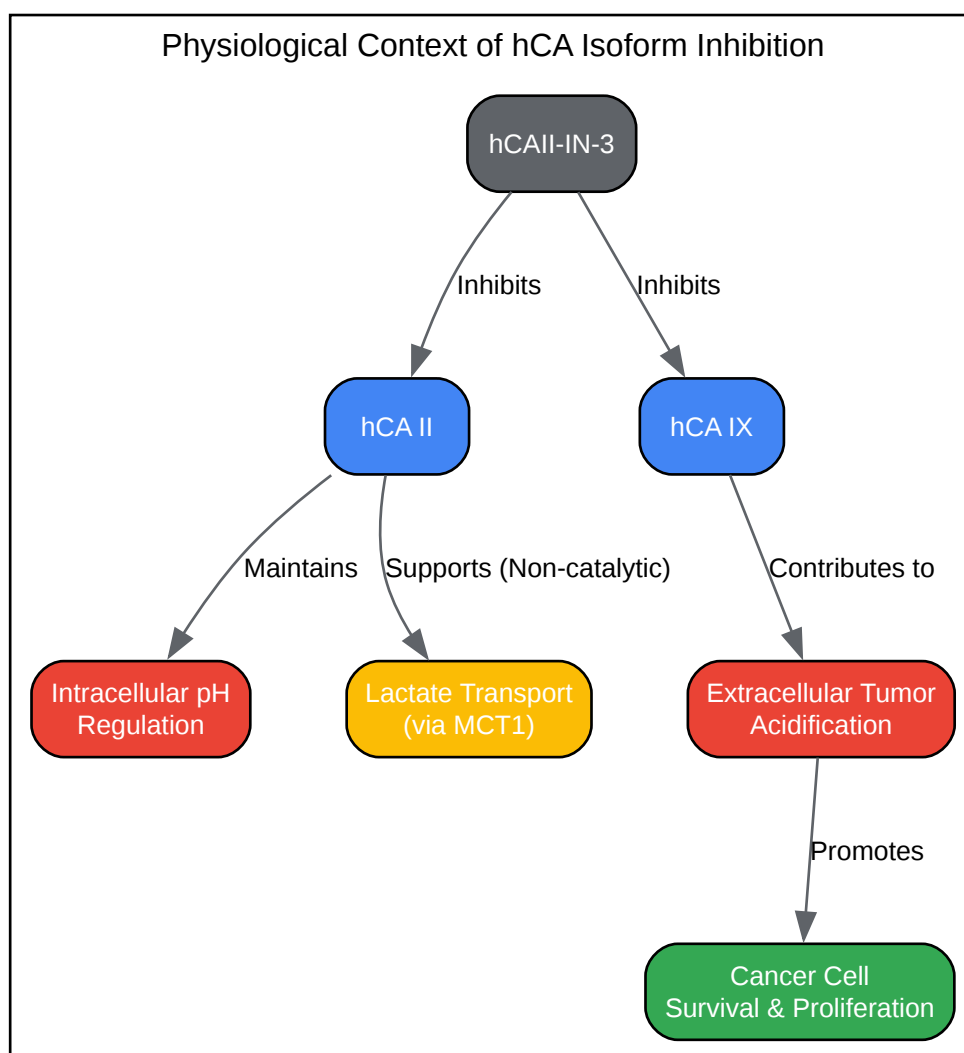 Physiological Context of hCA Isoform Inhibition
hCAII-IN-3
Inhibits
Inhibits
hCA II
hCA IX
Maintains
Supports (Non-catalytic)
Contributes to
Intracellular pH
Regulation
Lactate Transport
(via MCT1)
Extracellular Tumor
Acidification
Promotes
Cancer Cell
Survival & Proliferation